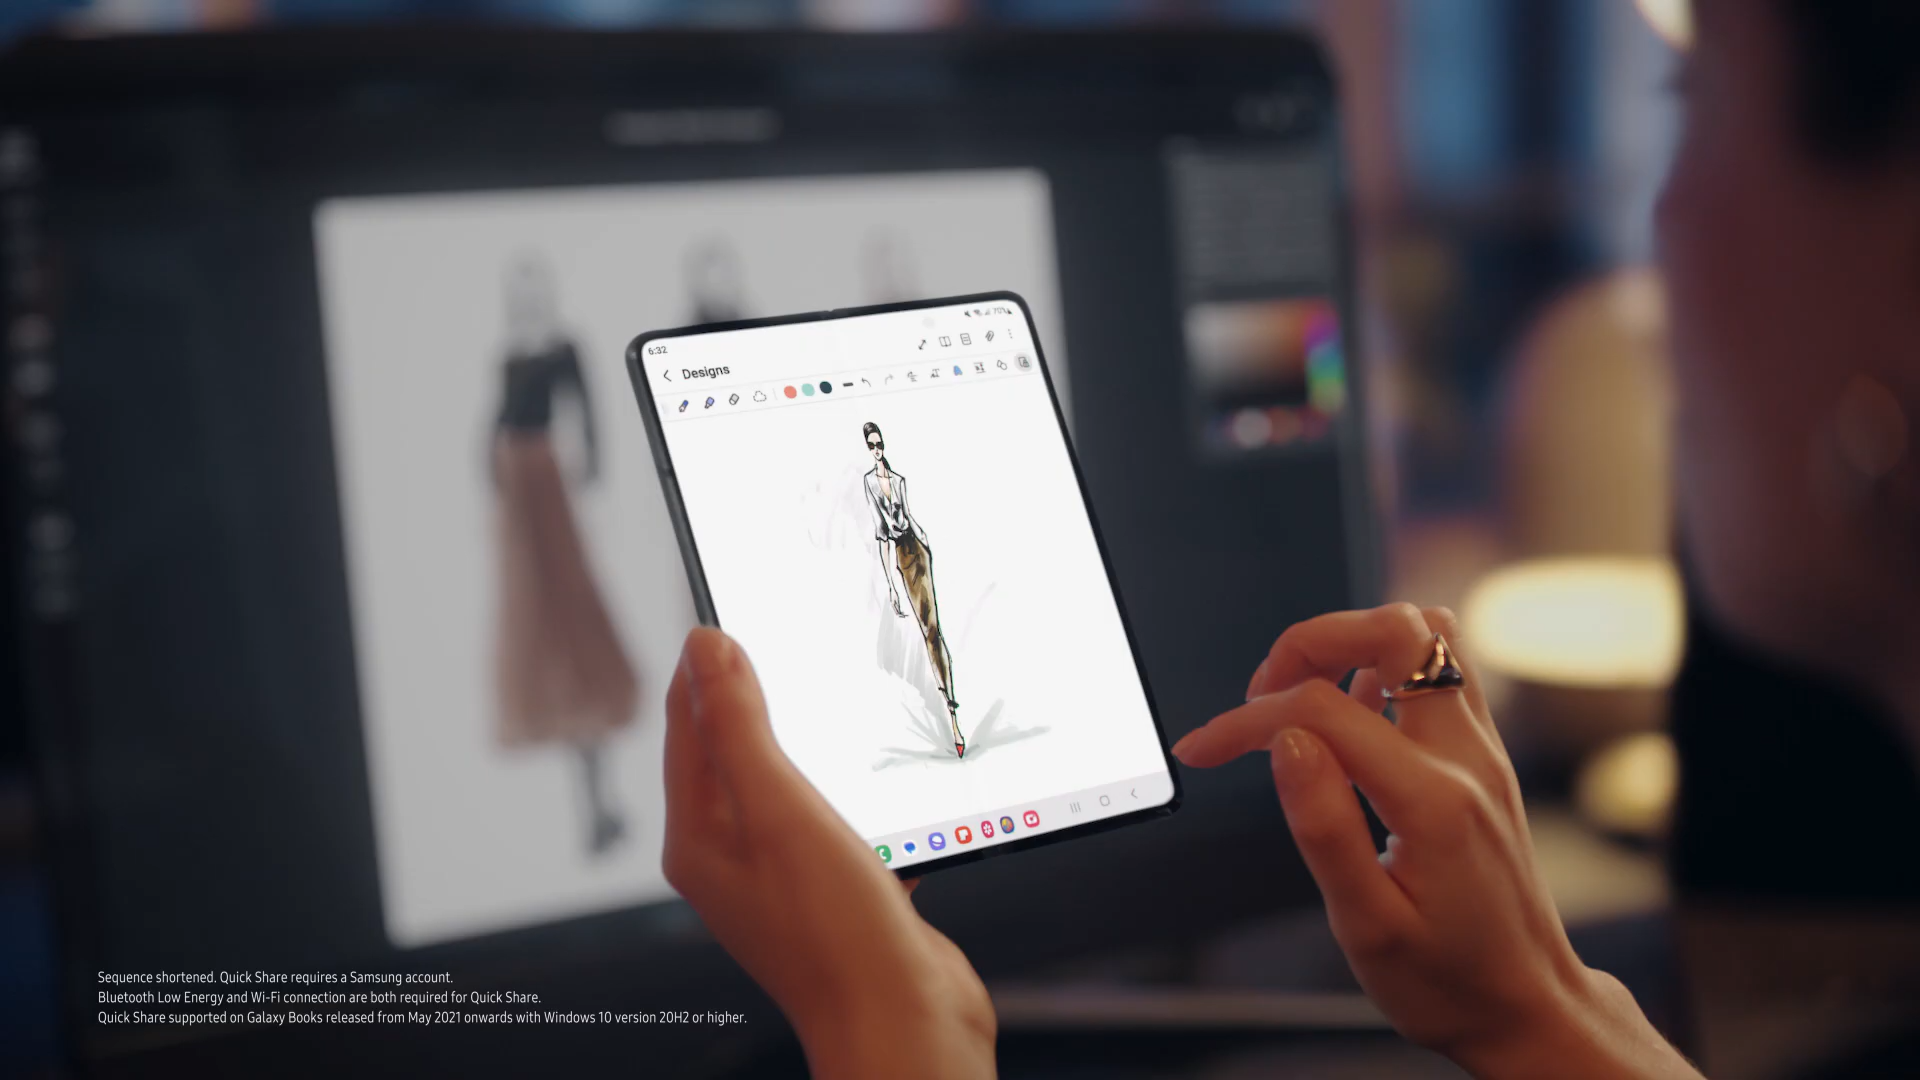 6:32
70%
Designs
Sequence shortened. Quick Share requires a Samsung account.
Bluetooth Low Energy and Wi-Fi connection are both required for Quick Share.
Quick Share supported on Galaxy Books released from May 2021 onwards with Windows 10 version 20H2 or higher.